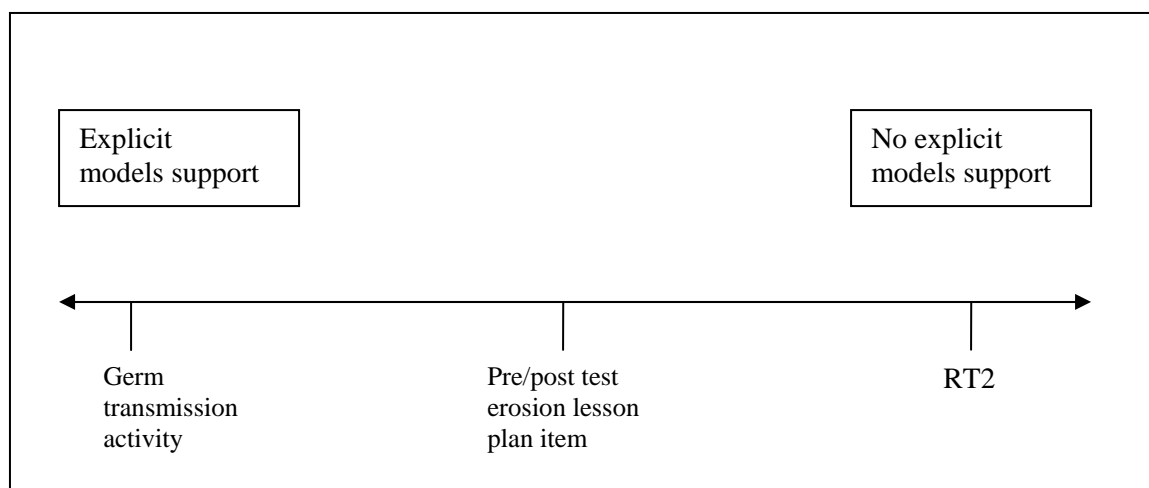 Explicit
models support
No explicit
models support
Germ
transmission
activity
Pre/post test
erosion lesson
plan item
RT2